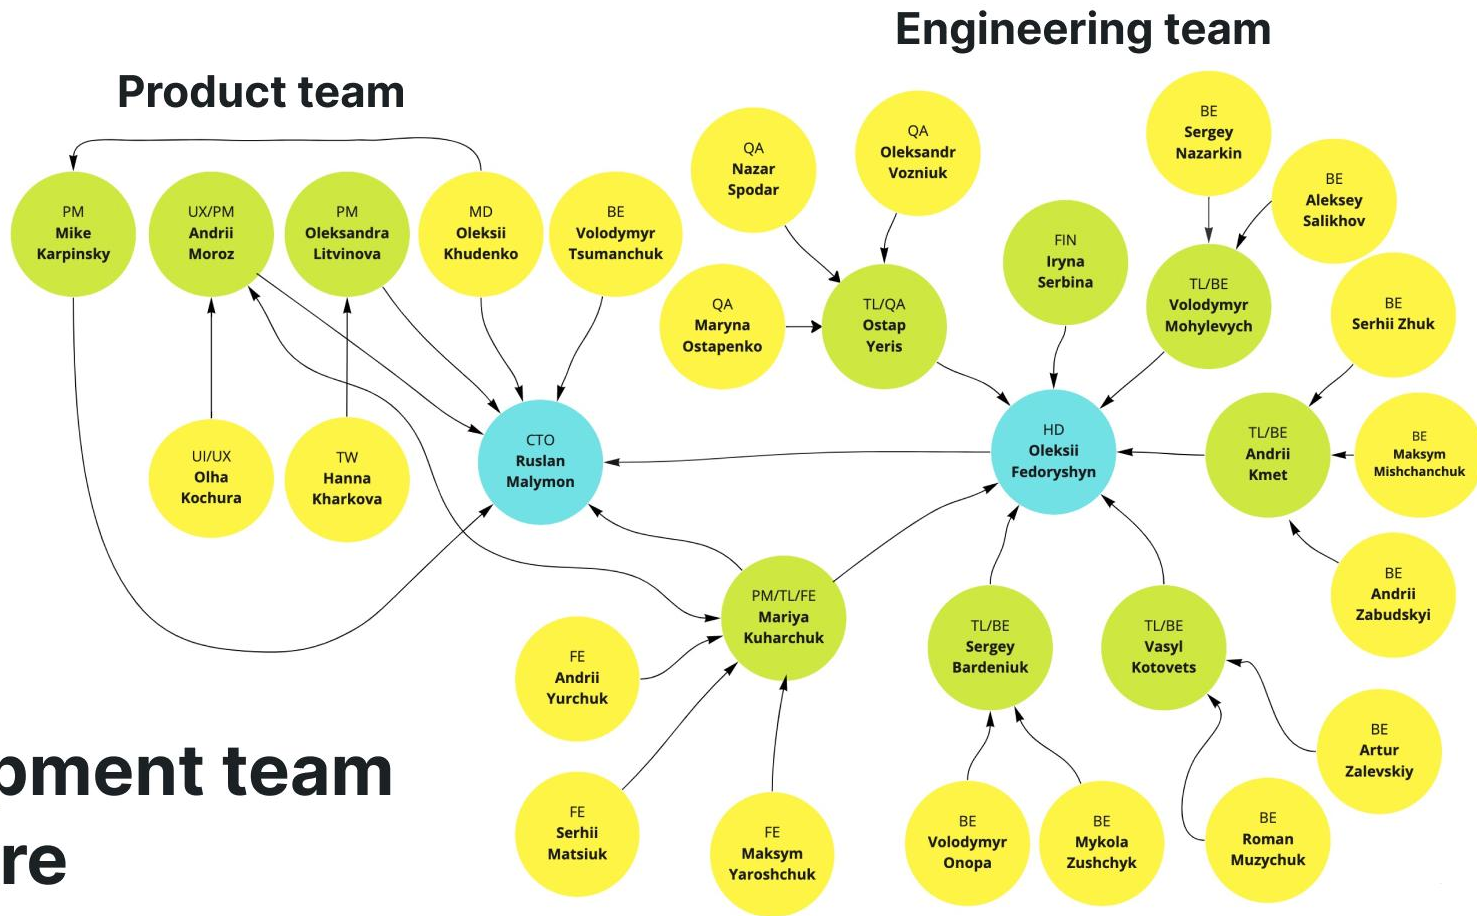 Engineering team
Product team
PM
Mike
Karpinsky
UX/PM
Andrii
Moroz
PM
Oleksandra
Litvinova
MD
Oleksii
Khudenko
BE
Volodymyr
Tsumanchuk
UI/UX
Olha
Kochura
TW
Hanna
Kharkova
CTO
Ruslan
Malymon
QA
Nazar
Spodar
QA
Oleksandr
Vozniuk
QA
Maryna
Ostapenko
TL/QA
Ostap
Yeris
FIN
Iryna
Serbina
BE
Sergey
Nazarkin
BE
Aleksey
Salikhov
TL/BE
Volodymyr
Mohylevych
BE
Serhii Zhuk
HD
Oleksii
Fedoryshyn
TL/BE
Andrii
Kmet
BE
Maksym
Mishchanchuk
BE
Andrii
Zabudskyi
PM/TL/FE
Mariya
Kuharchuk
TL/BE
Sergey
Bardeniuk
TL/BE
Vasyl
Kotovets
FE
Andrii
Yurchuk
FE
Serhii
Matsiuk
FE
Maksym
Yaroshchuk
BE
Volodymyr
Onopa
BE
Mykola
Zushchyk
BE
Roman
Muzychuk
BE
Artur
Zalevskiy
pment team
re